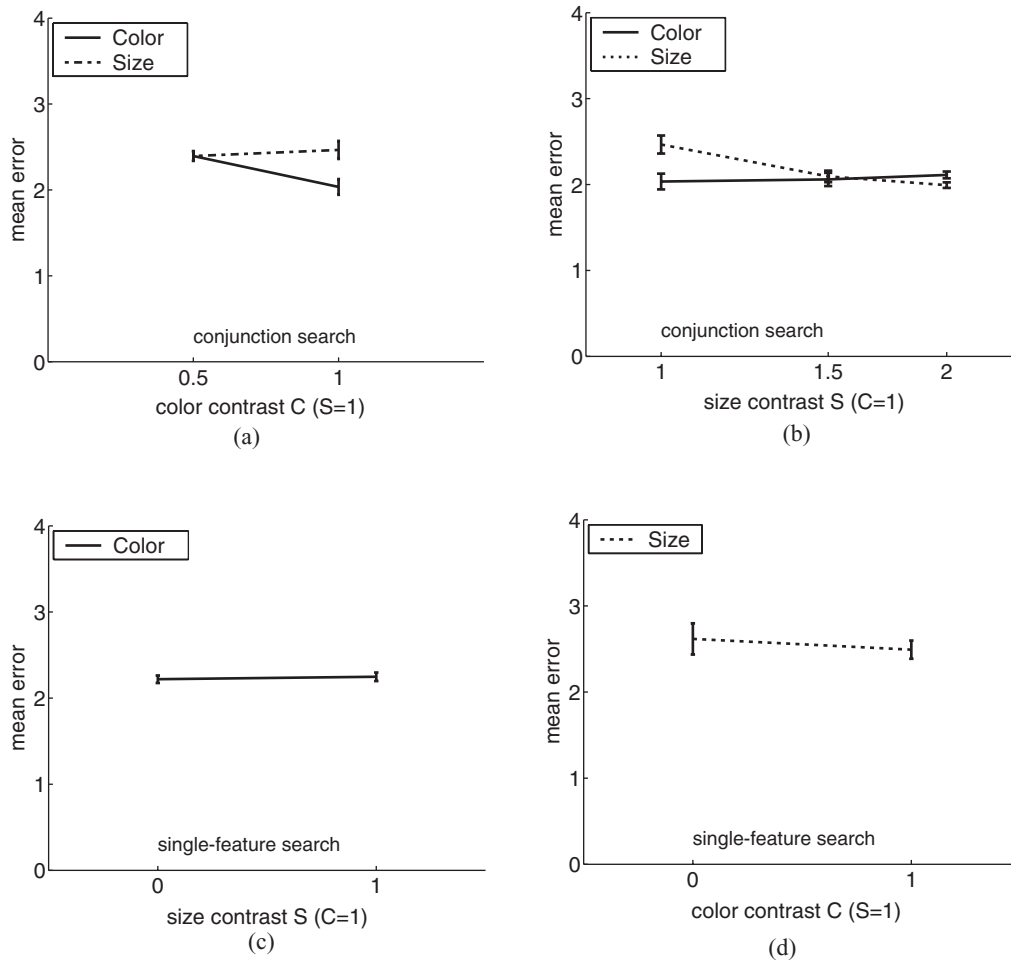 4
Color
Size
3
2
1
0
mean error
conjunction search
0.5 1
color contrast C (S=1)
(a)
4
Color
Size
3
2
1
0
mean error
conjunction search
1 1.5 2
size contrast S (C=1)
(b)
4
Color
3
2
1
0
mean error
single-feature search
0 1
size contrast S (C=1)
(c)
4
Size
3
2
1
0
mean error
single-feature search
0 1
color contrast C (S=1)
(d)